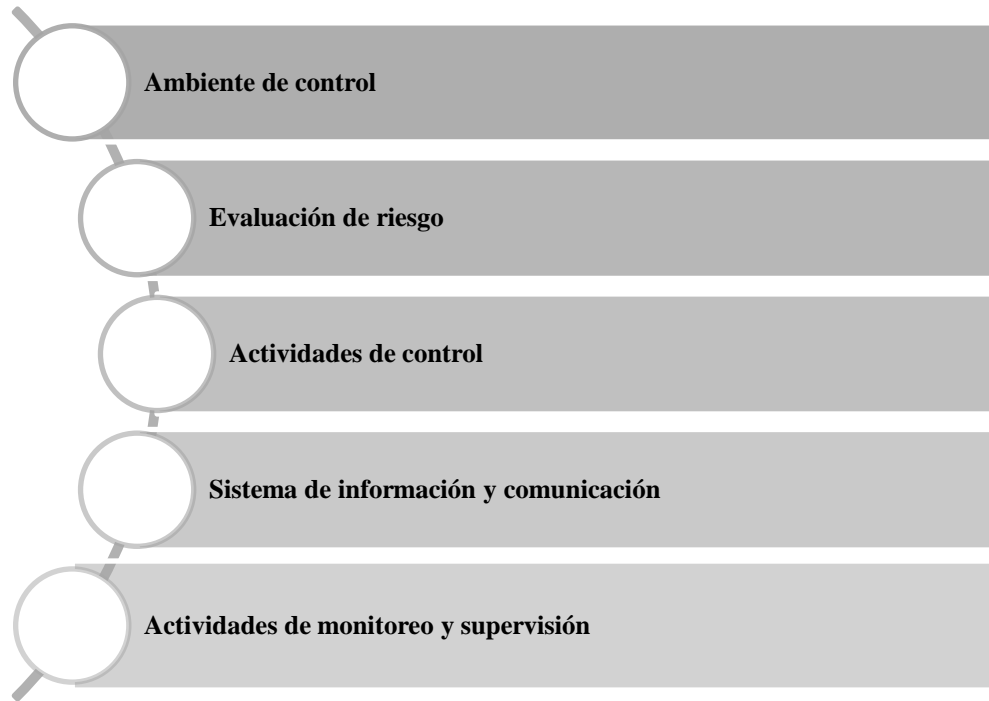 Ambiente de control
Evaluación de riesgo
Actividades de control
Sistema de información y comunicación
Actividades de monitoreo y supervisión